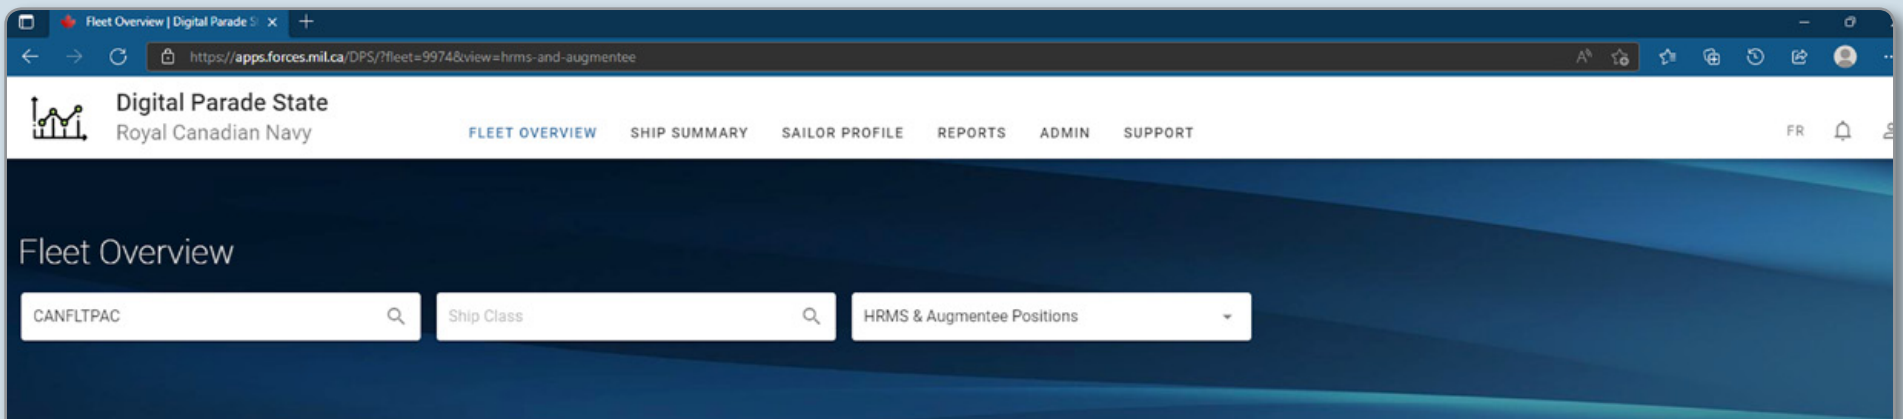 Fleet Overview | Digital Parade S
https://apps.forces.mil.ca/DPS/?fleet=9974&view=hrms-and-augmentee
Digital Parade State
Royal Canadian Navy
FLEET OVERVIEW SHIP SUMMARY SAILOR PROFILE REPORTS ADMIN SUPPORT FR
Fleet Overview
CANFLTPAC Ship Class HRMS & Augmentee Positions